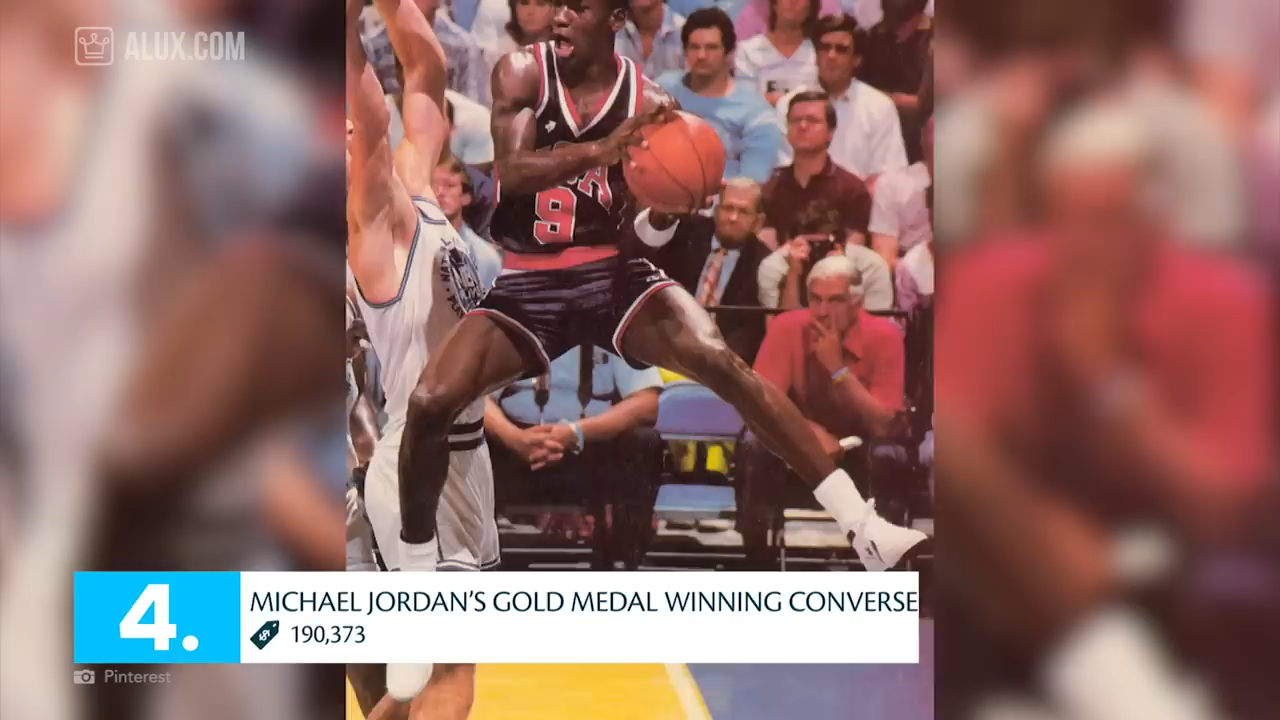 ALUX.COM
USA
9
4.
MICHAEL JORDAN'S GOLD MEDAL WINNING CONVERSE
190,373
Pinterest